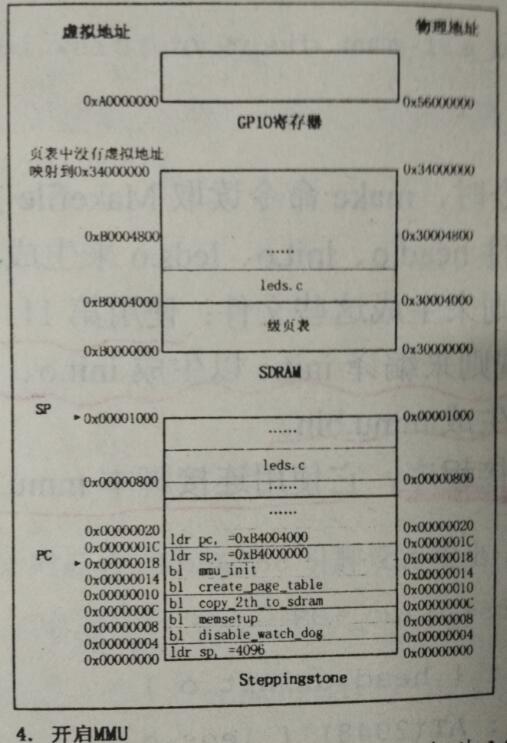 虚拟地址 物理地址
0xA0000000 0x56000000
GPIO寄存器
页表中没有虚拟地址
映射到0x34000000 0x34000000
0xB0004800 0x30004800
......
leds.c
0xB0004000 0x30004000
级页表
0xB0000000 0x30000000
SDRAM
SP 0x00001000 0x00001000
......
leds.c
0x00000800 0x00000800
......
......
0x00000020 0x00000020
ldr pc, =0xB4004000
0x0000001C 0x0000001C
ldr sp, =0xB4000000
PC 0x00000018 0x00000018
bl mmu_init
0x00000014 0x00000014
bl create_page_table
0x00000010 0x00000010
bl copy_2th_to_sdram
0x0000000C 0x0000000C
bl memsetup
0x00000008 0x00000008
bl disable_watch_dog
0x00000004 0x00000004
ldr sp, =4096
0x00000000 0x00000000
Steppingstone
4. 开启MMU